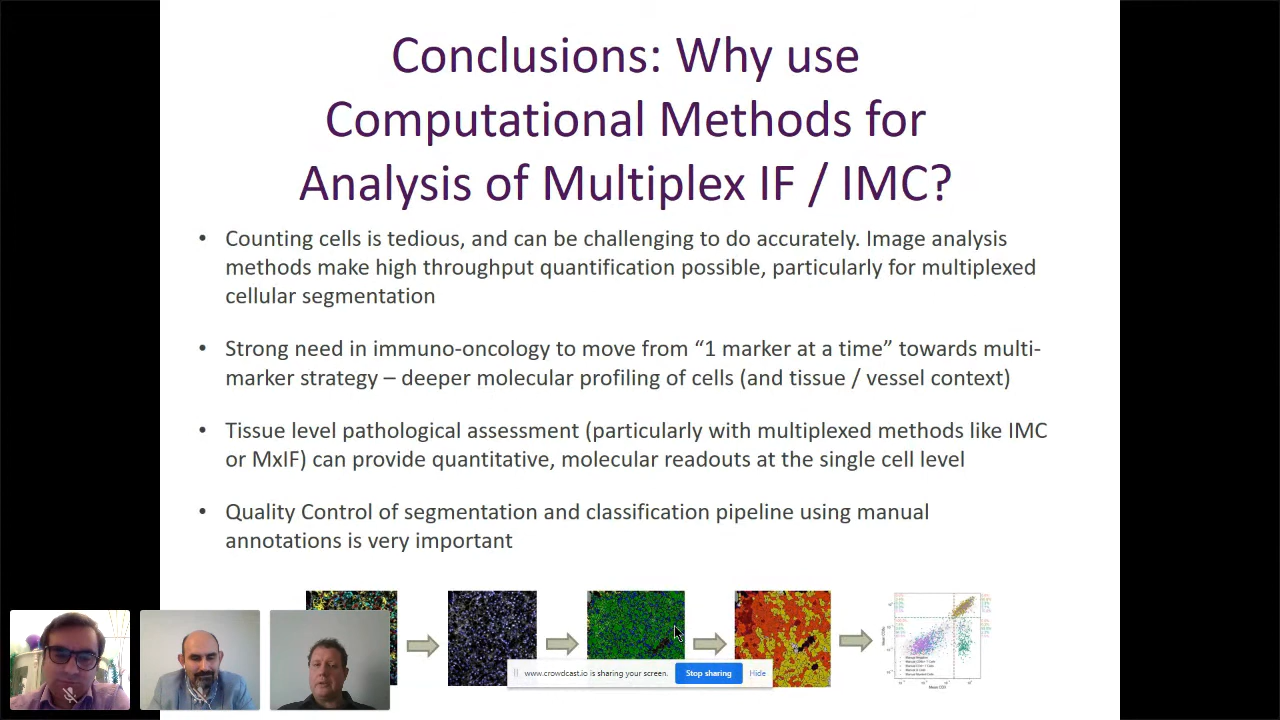 Conclusions: Why use
Computational Methods for
Analysis of Multiplex IF / IMC?
• Counting cells is tedious, and can be challenging to do accurately. Image analysis
methods make high throughput quantification possible, particularly for multiplexed
cellular segmentation
• Strong need in immuno-oncology to move from “1 marker at a time” towards multi-
marker strategy – deeper molecular profiling of cells (and tissue / vessel context)
• Tissue level pathological assessment (particularly with multiplexed methods like IMC
or MxIF) can provide quantitative, molecular readouts at the single cell level
• Quality Control of segmentation and classification pipeline using manual
annotations is very important
www.crowdcast.io is sharing your screen.
Stop sharing
Hide
Mean CD3